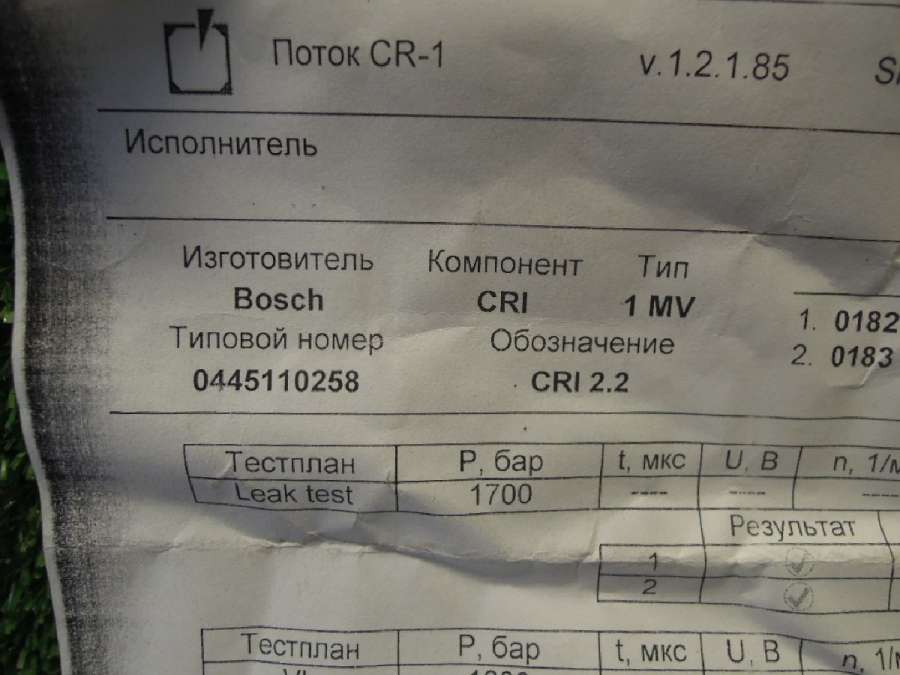 Поток CR-1 v.1.2.1.85
Исполнитель
Изготовитель Компонент Тип
Bosch CRI 1 MV
1. 0182
Типовой номер Обозначение
2. 0183
0445110258 CRI 2.2
Тестплан P, бар t, мкс U, В n, 1/м
Leak test 1700 ---- ---- ----
Результат
1
2
Тестплан P, бар t, мкс U, В n, 1/м